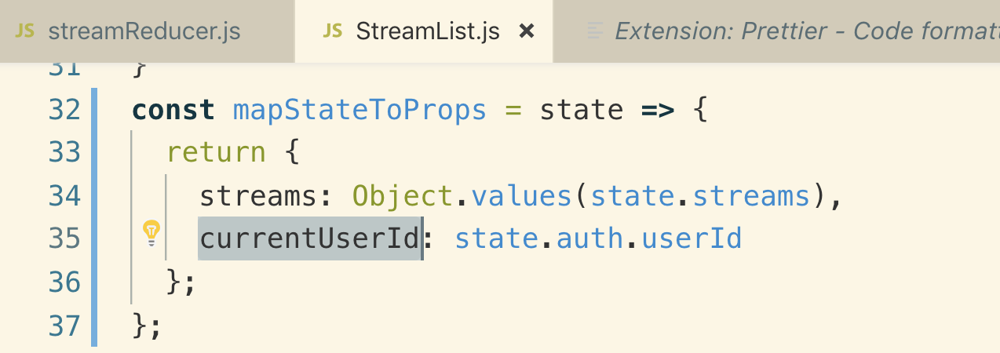 JS streamReducer.js JS StreamList.js × Extension: Prettier - Code formatt
31 }
32 const mapStateToProps = state => {
33 return {
34 streams: Object.values(state.streams),
35 currentUserId: state.auth.userId
36 };
37 };